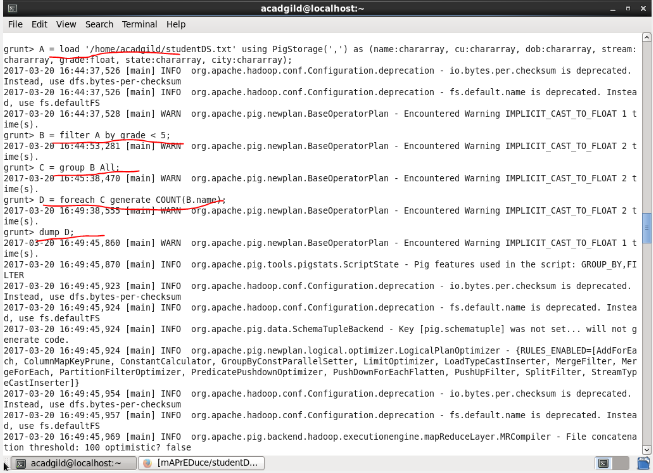 acadgild@localhost:~
File Edit View Search Terminal Help
grunt> A = load '/home/acadgild/studentDS.txt' using PigStorage(',') as (name:chararray, cu:chararray, dob:chararray, stream:
chararray, grade:float, state:chararray, city:chararray);
2017-03-20 16:44:37,526 [main] INFO  org.apache.hadoop.conf.Configuration.deprecation - io.bytes.per.checksum is deprecated.
Instead, use dfs.bytes-per-checksum
2017-03-20 16:44:37,526 [main] INFO  org.apache.hadoop.conf.Configuration.deprecation - fs.default.name is deprecated. Instea
d, use fs.defaultFS
2017-03-20 16:44:37,528 [main] WARN  org.apache.pig.newplan.BaseOperatorPlan - Encountered Warning IMPLICIT_CAST_TO_FLOAT 1 t
ime(s).
grunt> B = filter A by grade < 5;
2017-03-20 16:44:53,281 [main] WARN  org.apache.pig.newplan.BaseOperatorPlan - Encountered Warning IMPLICIT_CAST_TO_FLOAT 2 t
ime(s).
grunt> C = group B All;
2017-03-20 16:45:38,470 [main] WARN  org.apache.pig.newplan.BaseOperatorPlan - Encountered Warning IMPLICIT_CAST_TO_FLOAT 2 t
ime(s).
grunt> D = foreach C generate COUNT(B.name);
2017-03-20 16:49:38,555 [main] WARN  org.apache.pig.newplan.BaseOperatorPlan - Encountered Warning IMPLICIT_CAST_TO_FLOAT 2 t
ime(s).
grunt> dump D;
2017-03-20 16:49:45,860 [main] WARN  org.apache.pig.newplan.BaseOperatorPlan - Encountered Warning IMPLICIT_CAST_TO_FLOAT 1 t
ime(s).
2017-03-20 16:49:45,870 [main] INFO  org.apache.pig.tools.pigstats.ScriptState - Pig features used in the script: GROUP_BY,FI
LTER
2017-03-20 16:49:45,923 [main] INFO  org.apache.hadoop.conf.Configuration.deprecation - io.bytes.per.checksum is deprecated.
Instead, use dfs.bytes-per-checksum
2017-03-20 16:49:45,924 [main] INFO  org.apache.hadoop.conf.Configuration.deprecation - fs.default.name is deprecated. Instea
d, use fs.defaultFS
2017-03-20 16:49:45,924 [main] WARN  org.apache.pig.data.SchemaTupleBackend - Key [pig.schematuple] was not set... will not g
enerate code.
2017-03-20 16:49:45,924 [main] INFO  org.apache.pig.newplan.logical.optimizer.LogicalPlanOptimizer - {RULES_ENABLED=[AddForEa
ch, ColumnMapKeyPrune, ConstantCalculator, GroupByConstParallelSetter, LimitOptimizer, LoadTypeCastInserter, MergeFilter, Mer
geForEach, PartitionFilterOptimizer, PredicatePushdownOptimizer, PushDownForEachFlatten, PushUpFilter, SplitFilter, StreamTyp
eCastInserter]}
2017-03-20 16:49:45,954 [main] INFO  org.apache.hadoop.conf.Configuration.deprecation - io.bytes.per.checksum is deprecated.
Instead, use dfs.bytes-per-checksum
2017-03-20 16:49:45,957 [main] INFO  org.apache.hadoop.conf.Configuration.deprecation - fs.default.name is deprecated. Instea
d, use fs.defaultFS
2017-03-20 16:49:45,969 [main] INFO  org.apache.pig.backend.hadoop.executionengine.mapReduceLayer.MRCompiler - File concatena
tion threshold: 100 optimistic? false
acadgild@localhost:~ [mAPrEDuce/studentD...